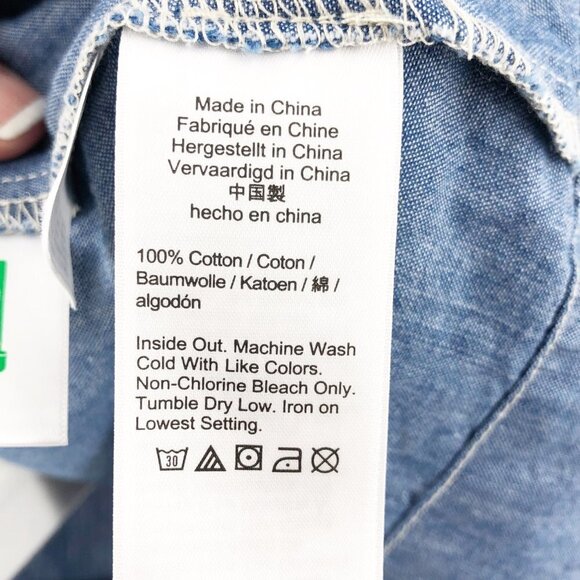 Made in China
Fabriqué en Chine
Hergestellt in China
Vervaardigd in China
中国製
hecho en china
100% Cotton / Coton /
Baumwolle / Katoen / 綿 /
algodón
Inside Out. Machine Wash
Cold With Like Colors.
Non-Chlorine Bleach Only.
Tumble Dry Low. Iron on
Lowest Setting.
30